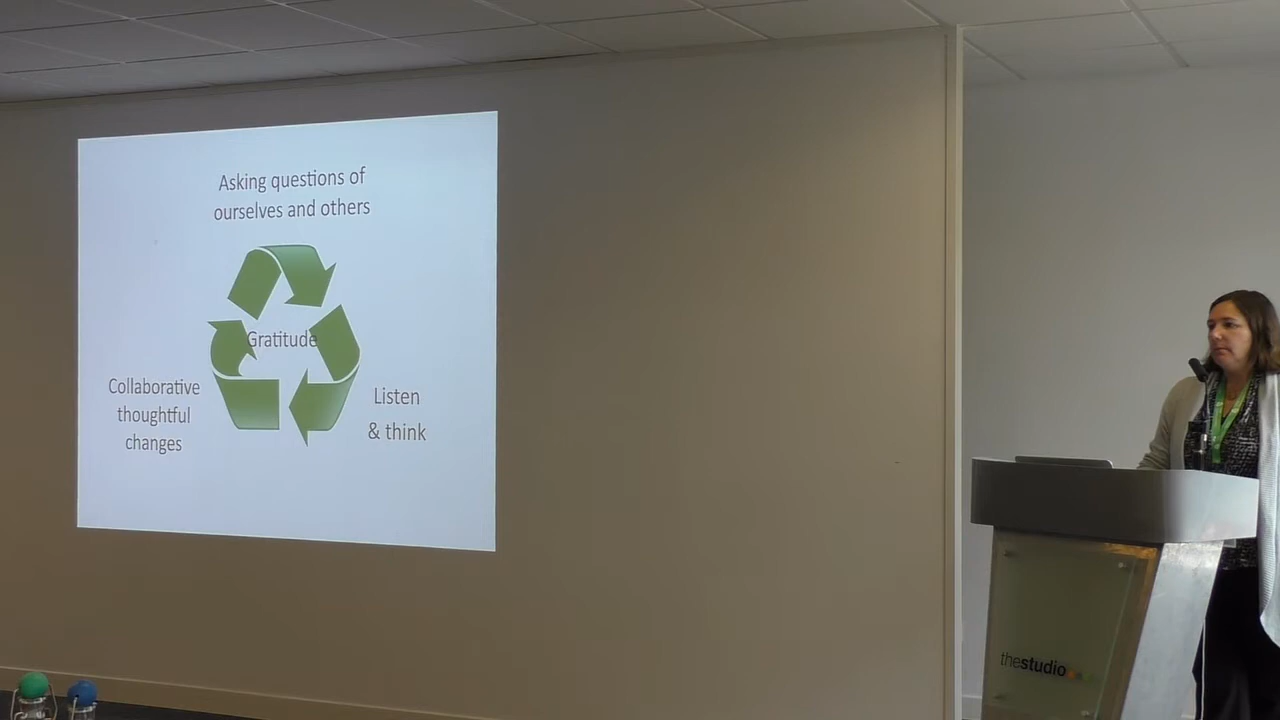 Asking questions of
ourselves and others
Gratitude
Collaborative
thoughtful
changes
Listen
& think
thestudio